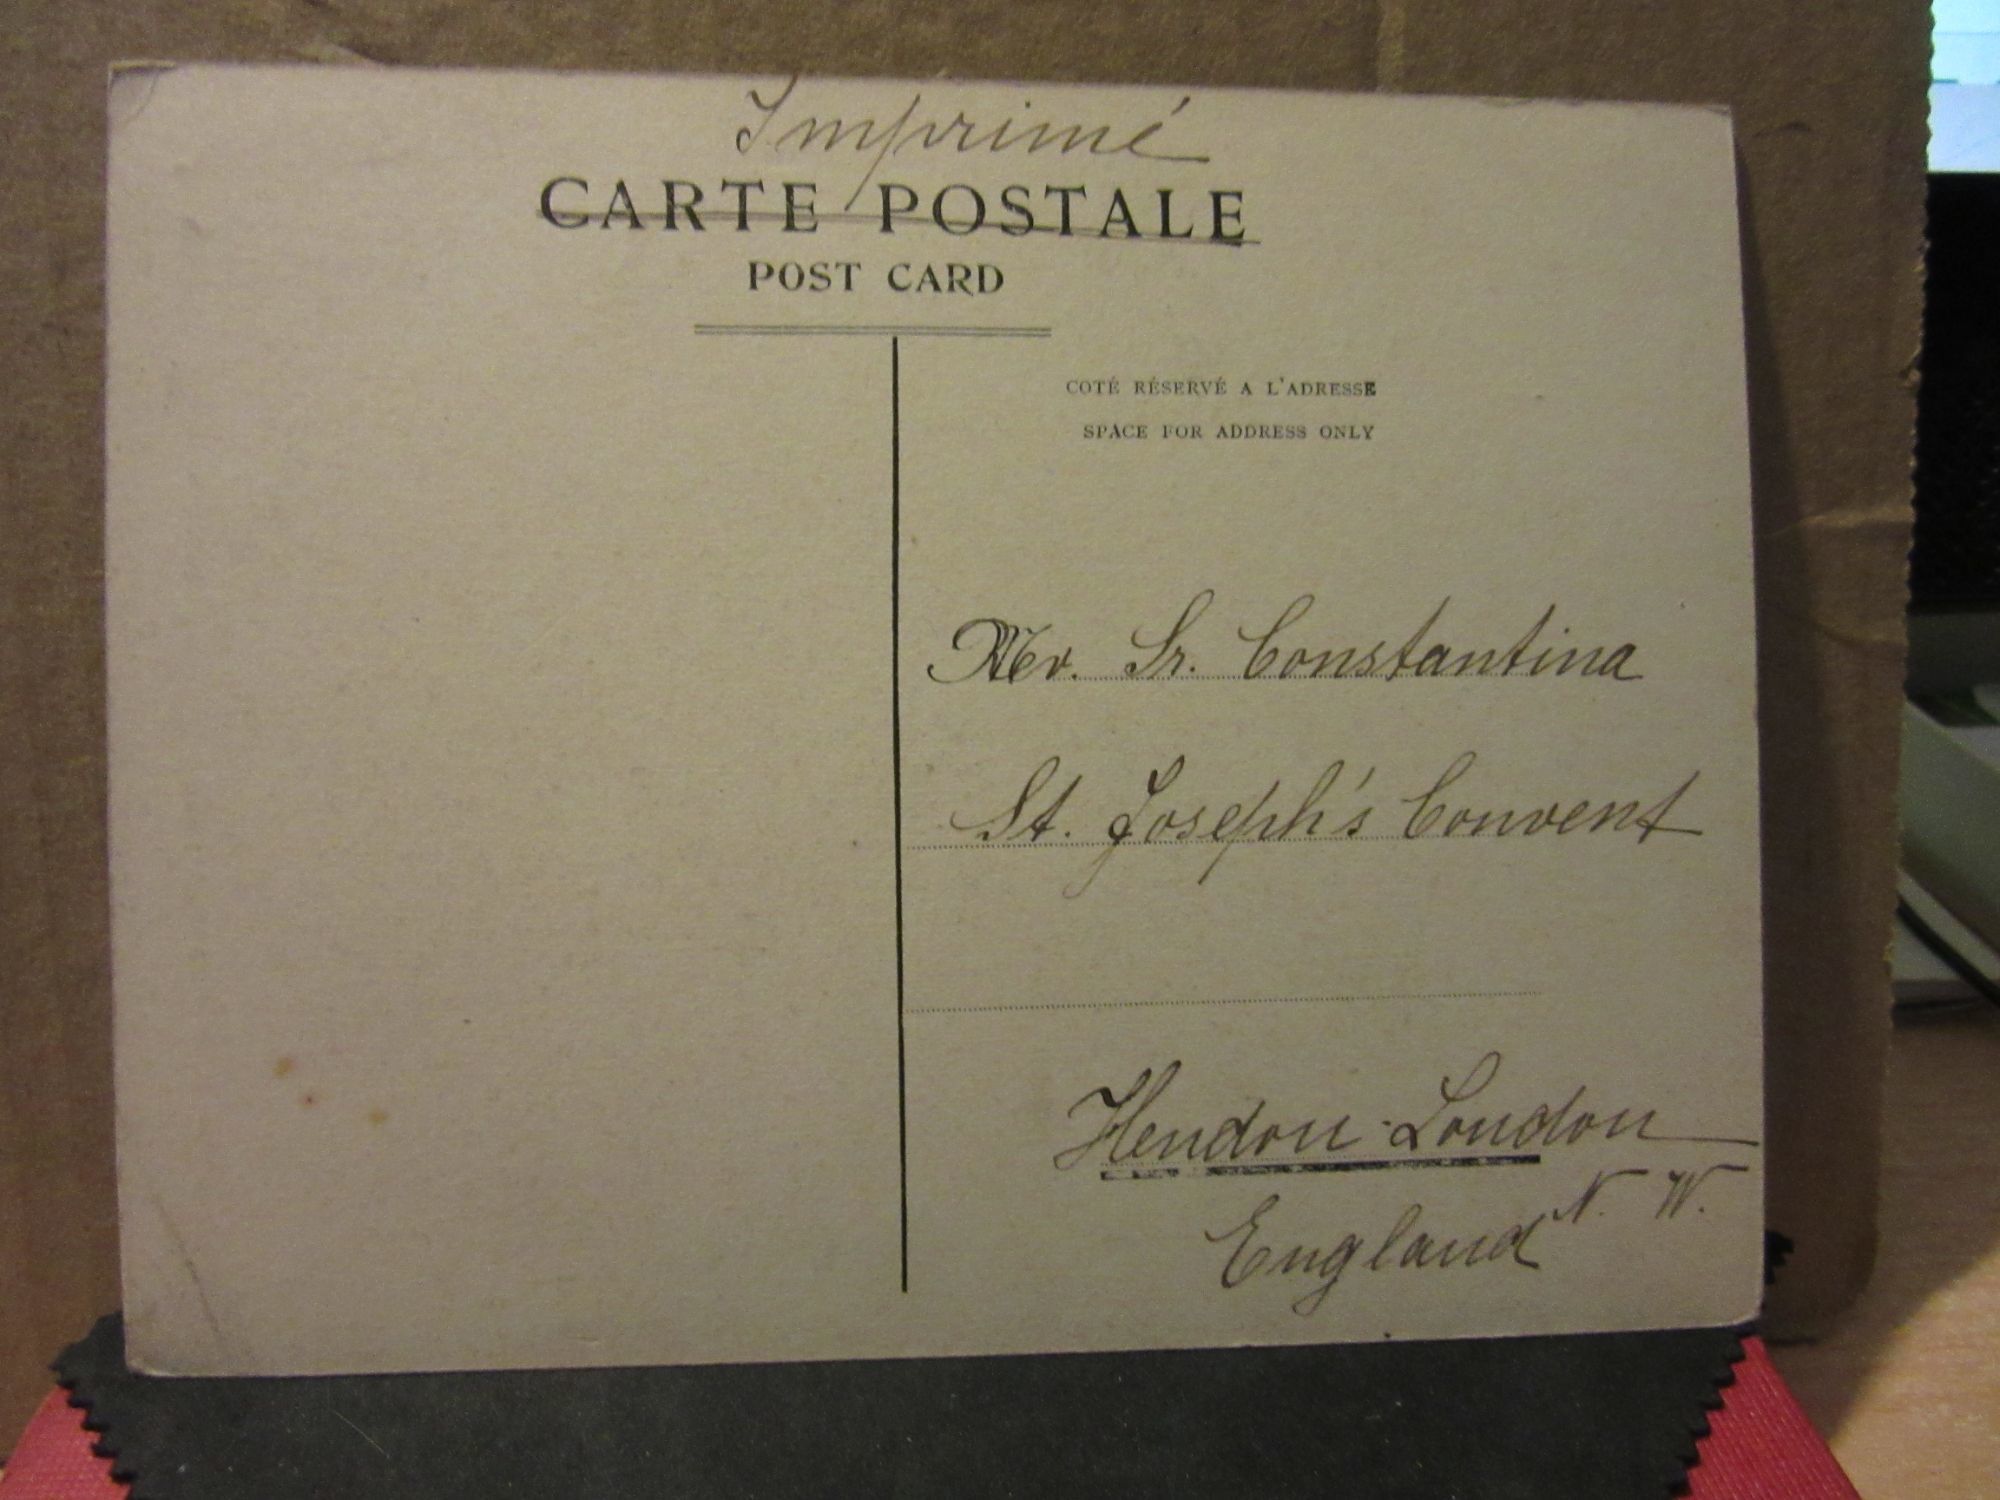 Imprimé
CARTE POSTALE
POST CARD
COTÉ RÉSERVÉ A L'ADRESSE
SPACE FOR ADDRESS ONLY
Rev. Sr. Constantina
St. Joseph's Convent
Hendon - London
N. W.
England